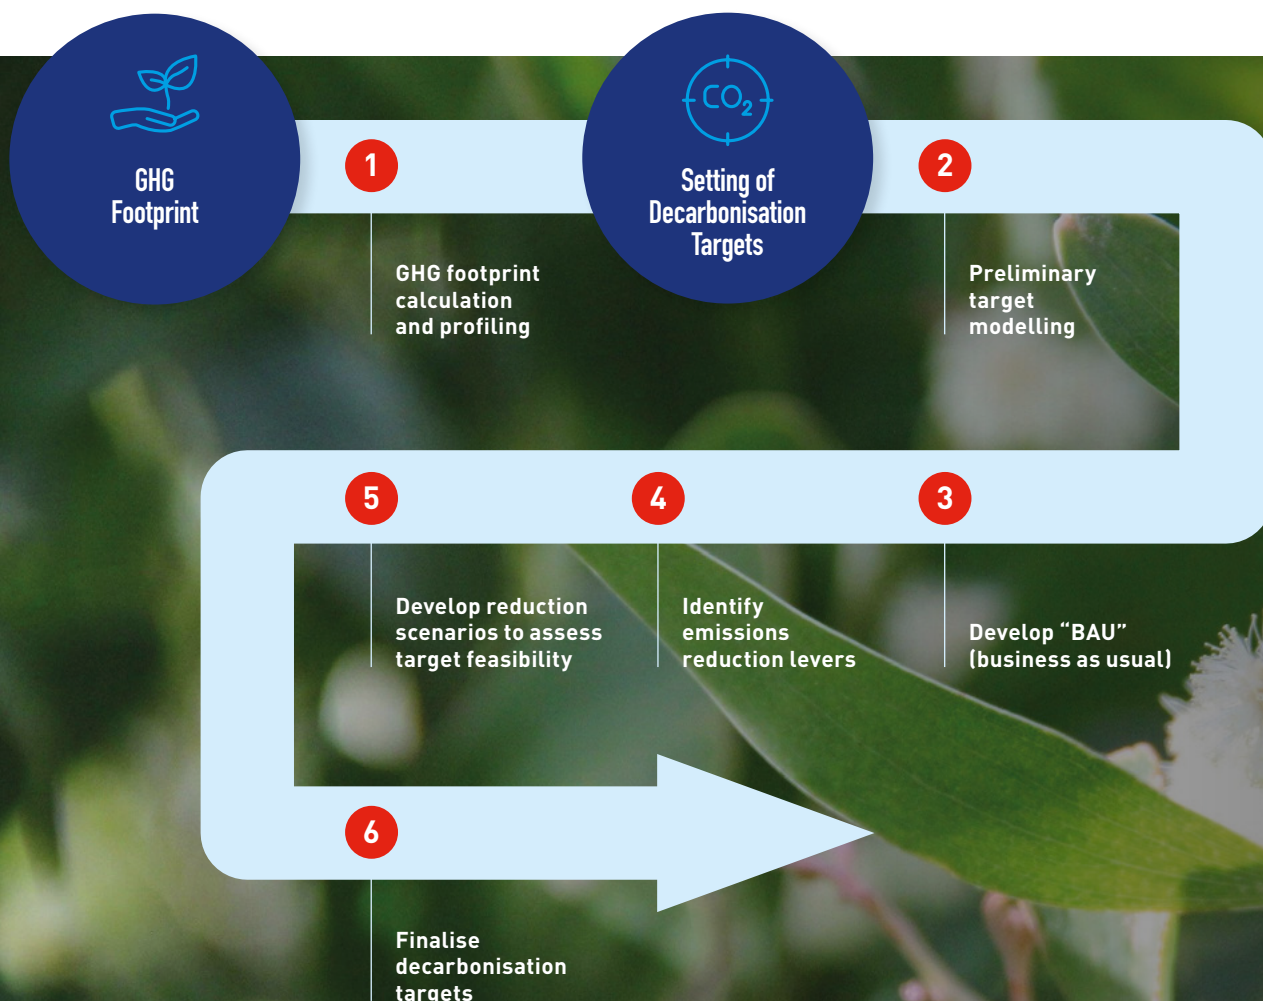 GHG
Footprint
1
GHG footprint
calculation
and profiling
CO₂
Setting of
Decarbonisation
Targets
2
Preliminary
target
modelling
3
Develop “BAU”
(business as usual)
4
Identify
emissions
reduction levers
5
Develop reduction
scenarios to assess
target feasibility
6
Finalise
decarbonisation
targets